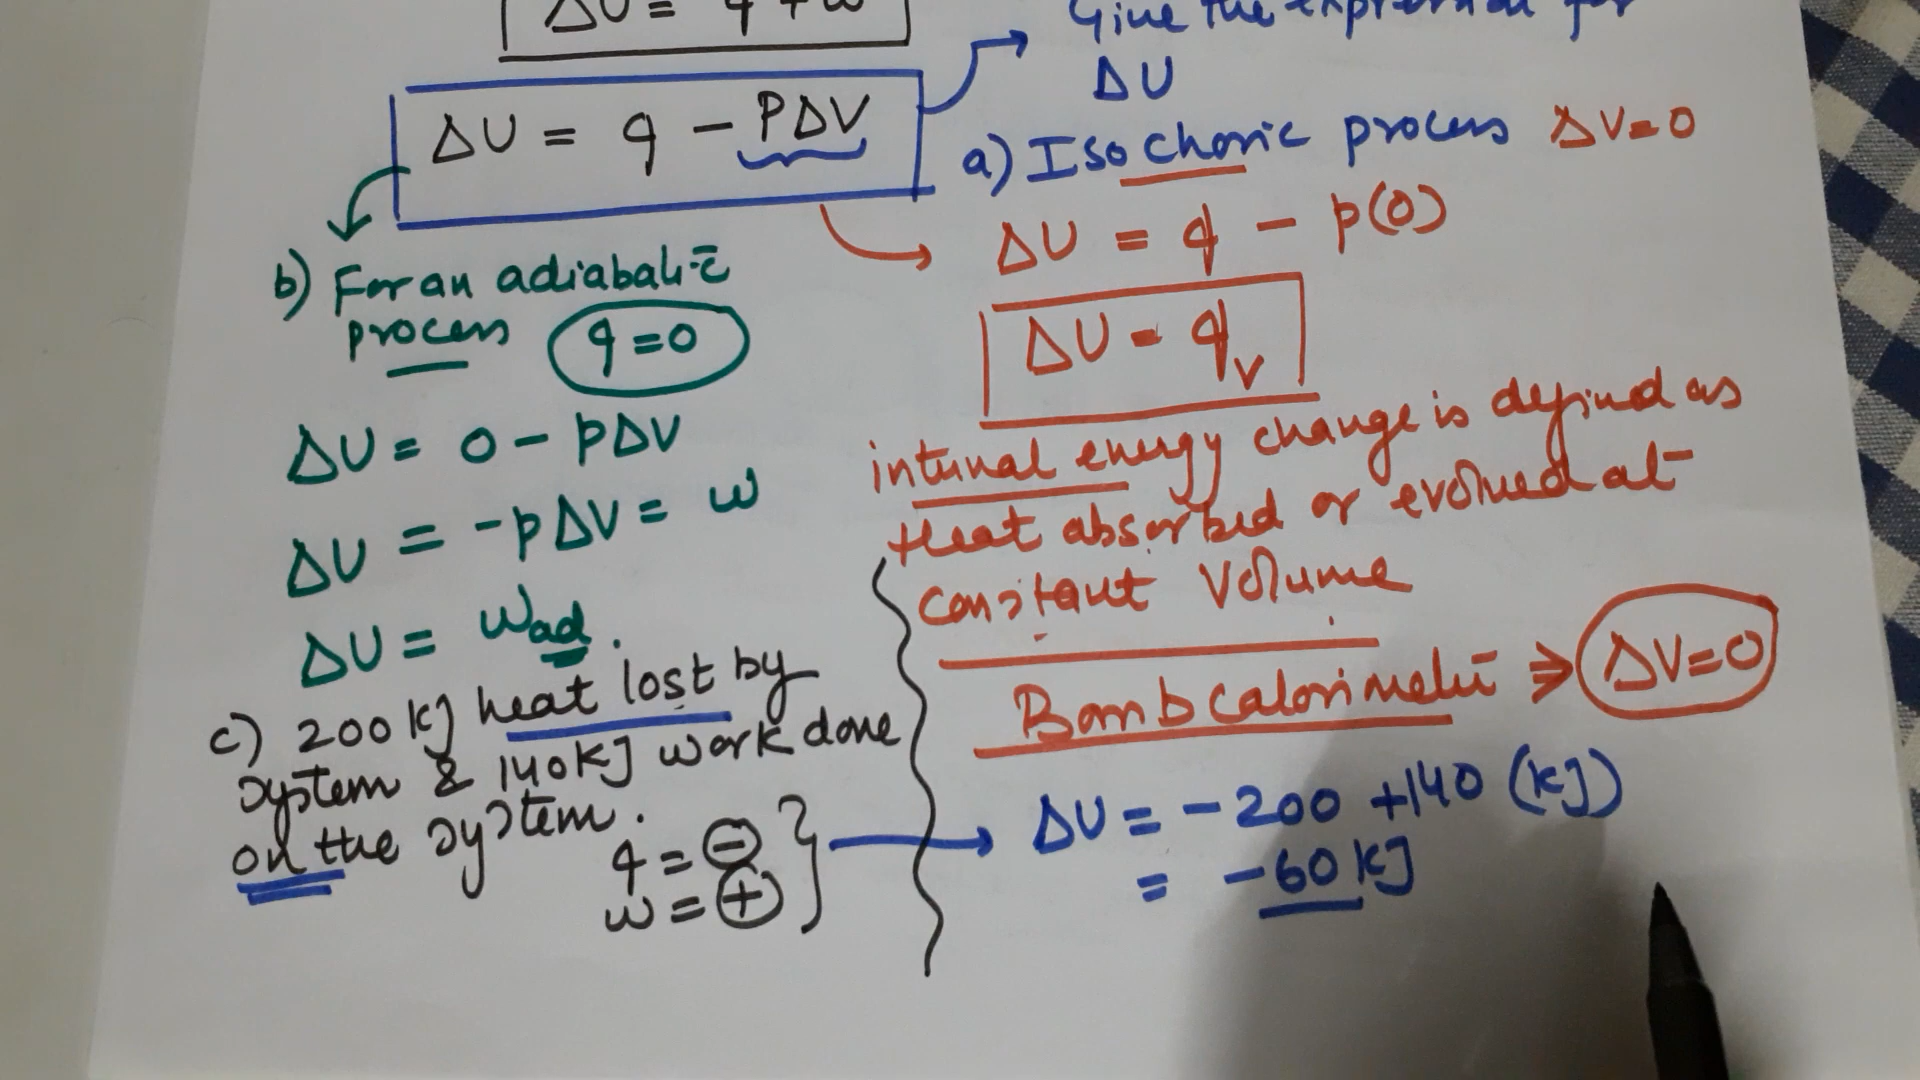 ΔU = q + w
Give the expression for
ΔU
ΔU = q - PΔV
a) Isochoric process ΔV=0
ΔU = q - p(0)
ΔU = qv
internal energy change is defined as
Heat absorbed or evolved at
constant volume
Bomb calorimeter ⇒ ΔV=0
b) For an adiabatic
process q=0
ΔU = 0 - pΔV
ΔU = -pΔV = w
ΔU = wad.
c) 200 kJ heat lost by
system & 140kJ work done
on the system.
q = ⊖
w = ⊕
ΔU = -200 +140 (kJ)
= -60 kJ